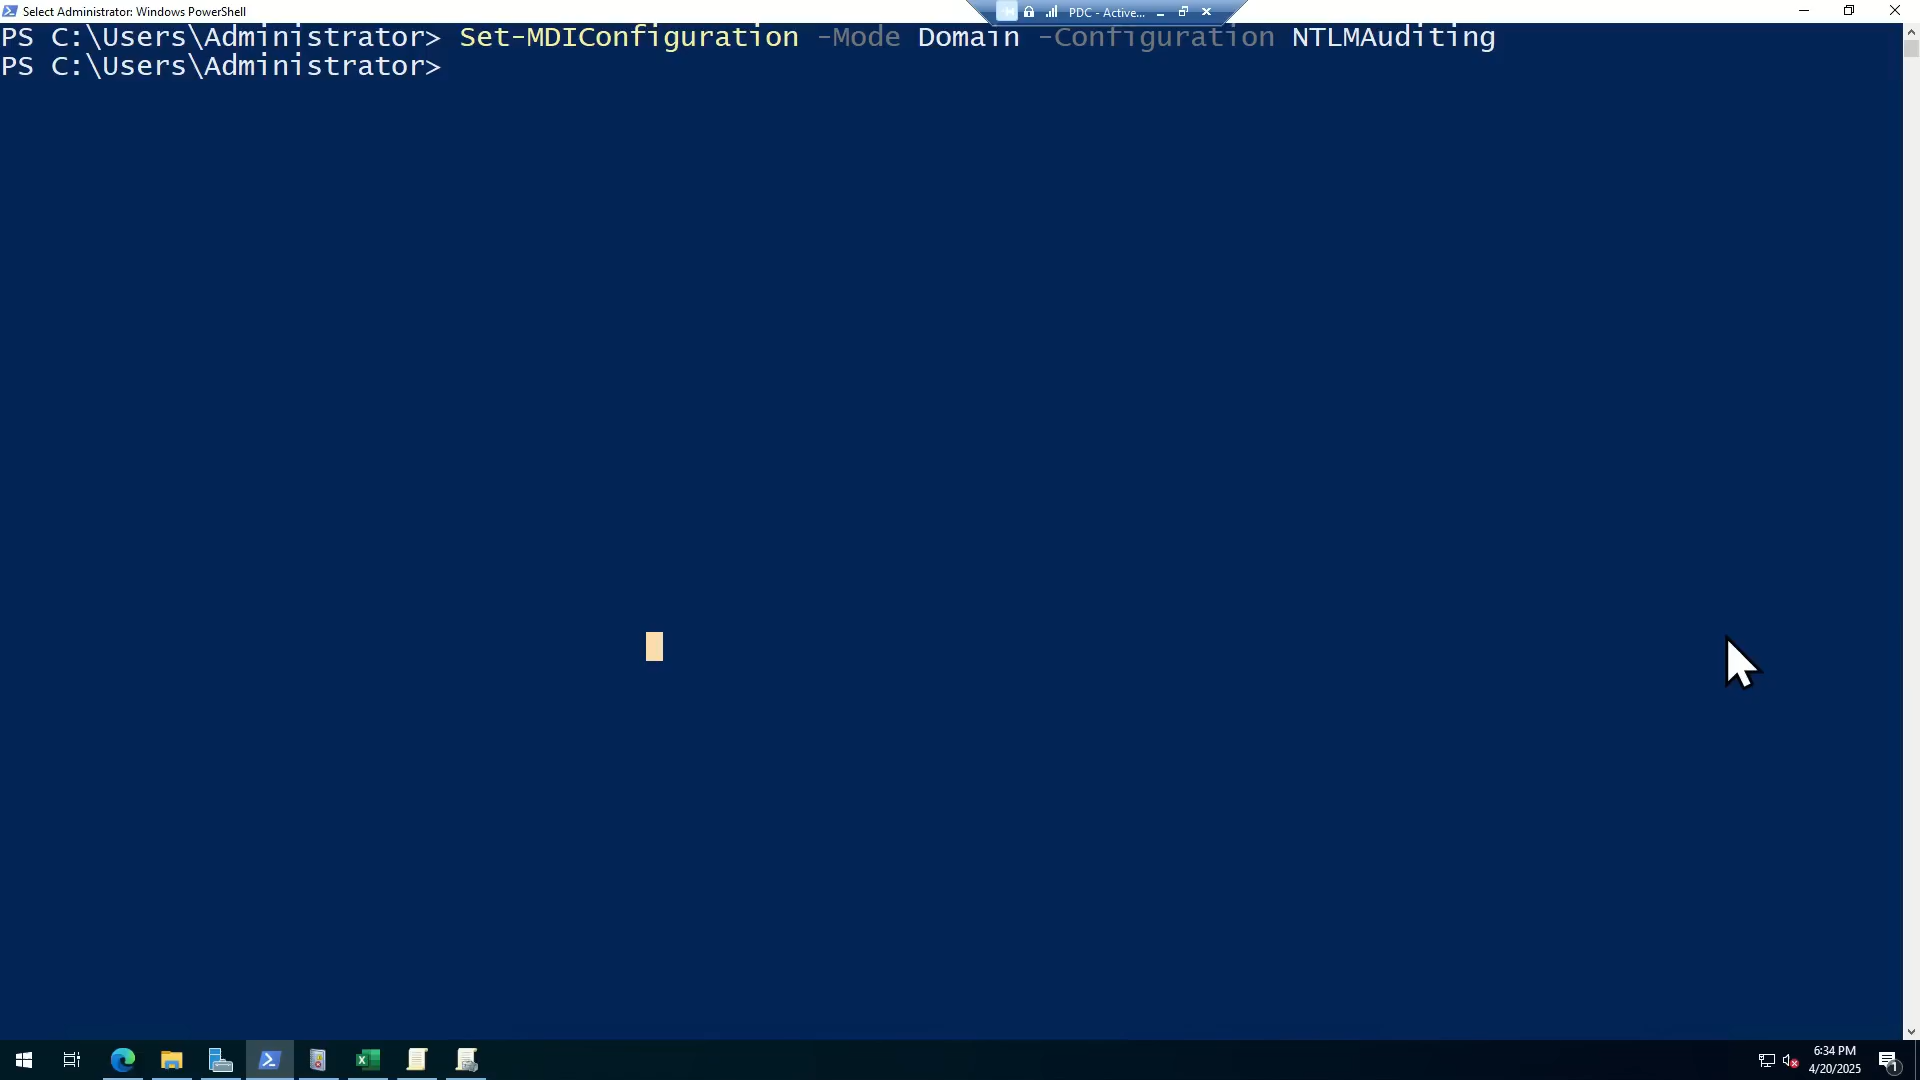 Select Administrator: Windows PowerShell
PDC - Active...
PS C:\Users\Administrator> Set-MDIConfiguration -Mode Domain -Configuration NTLMAuditing
PS C:\Users\Administrator>
6:34 PM
4/20/2025
1